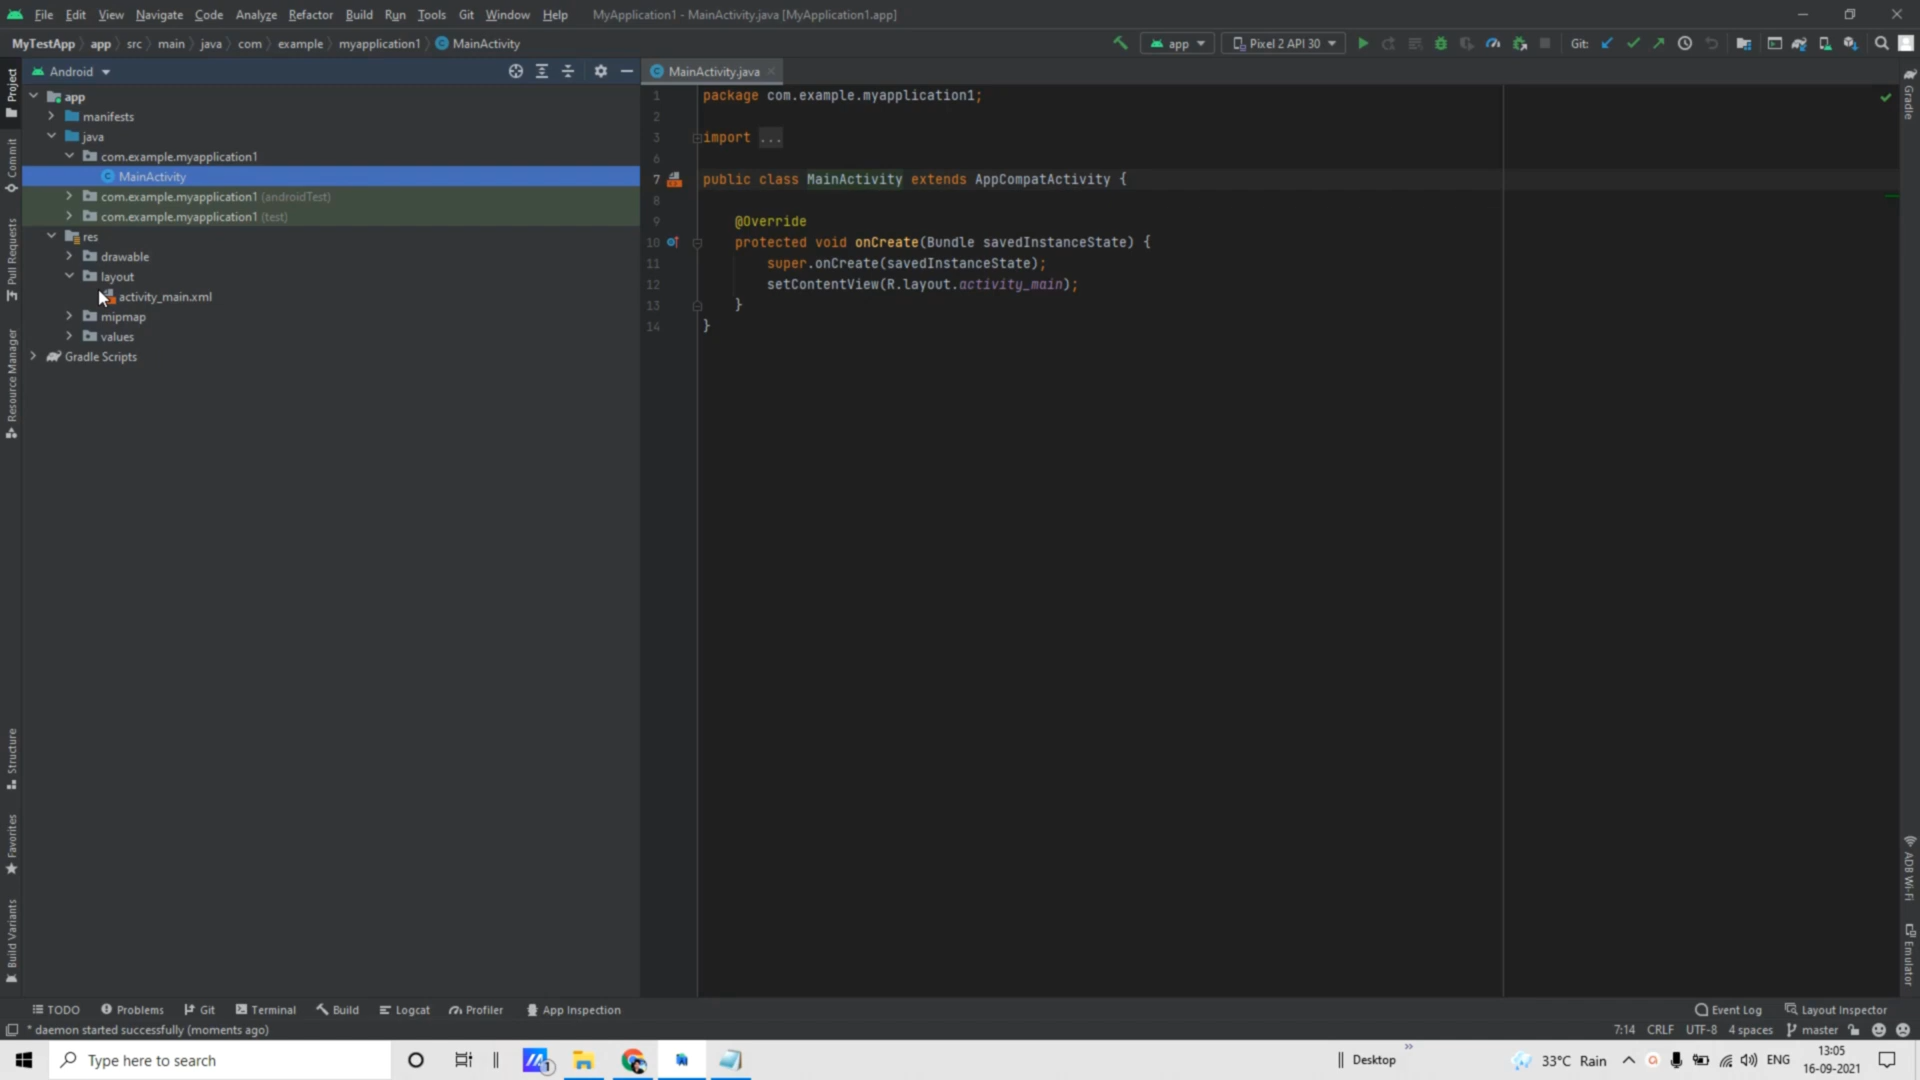 File Edit View Navigate Code Analyze Refactor Build Run Tools Git Window Help MyApplication1 - MainActivity.java [MyApplication1.app]
MyTestApp app src main java com example myapplication1 MainActivity app Pixel 2 API 30 Git:
Project
Commit
Pull Requests
Resource Manager
Structure
Favorites
Build Variants
Android
app
manifests
java
com.example.myapplication1
MainActivity
com.example.myapplication1 (androidTest)
com.example.myapplication1 (test)
res
drawable
layout
activity_main.xml
mipmap
values
Gradle Scripts
MainActivity.java
1 package com.example.myapplication1;
2
3 import ...
6
7 public class MainActivity extends AppCompatActivity {
8
9 @Override
10 protected void onCreate(Bundle savedInstanceState) {
11 super.onCreate(savedInstanceState);
12 setContentView(R.layout.activity_main);
13 }
14 }
Gradle
ADB Wi-Fi
Emulator
TODO Problems Git Terminal Build Logcat Profiler App Inspection Event Log Layout Inspector
* daemon started successfully (moments ago) 7:14 CRLF UTF-8 4 spaces master
Type here to search 1 Desktop 33°C Rain ENG 13:05
16-09-2021